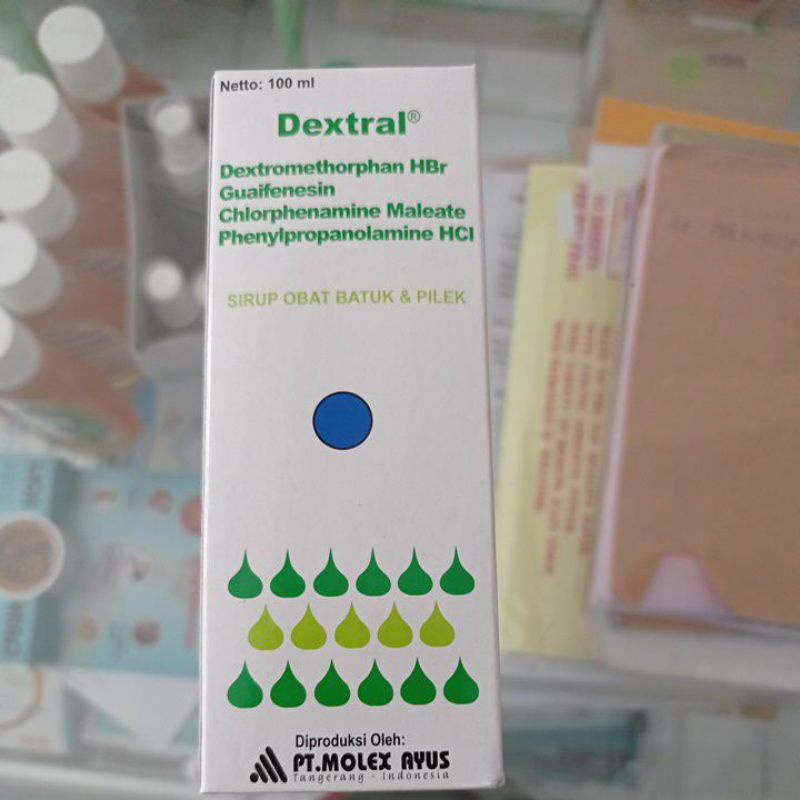 Netto: 100 ml
Dextral®
Dextromethorphan HBr
Guaifenesin
Chlorphenamine Maleate
Phenylpropanolamine HCl
SIRUP OBAT BATUK & PILEK
Diproduksi Oleh:
PT.MOLEX AYUS
Tangerang - Indonesia